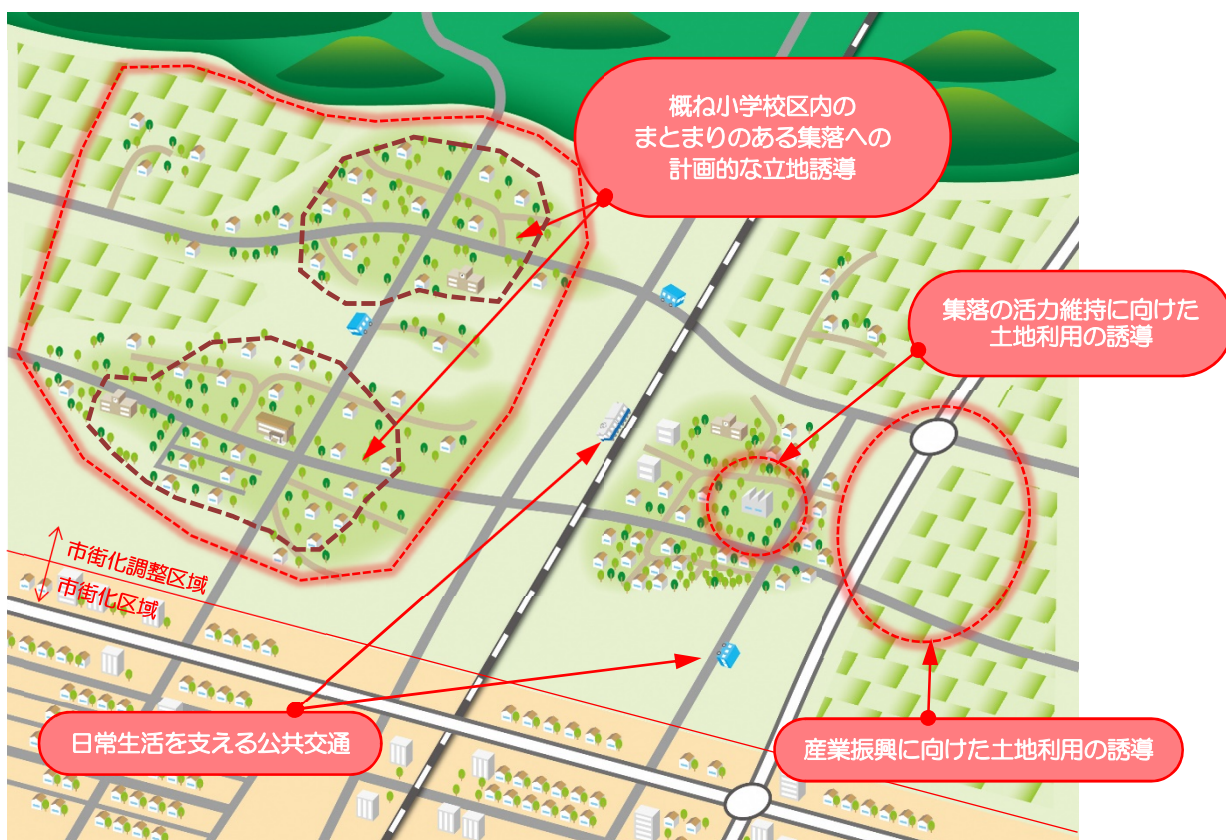 概ね小学校区内の
まとまりのある集落への
計画的な立地誘導
集落の活力維持に向けた
土地利用の誘導
市街化調整区域
市街化区域
日常生活を支える公共交通
産業振興に向けた土地利用の誘導